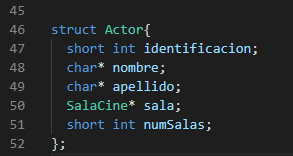 45
46 struct Actor{
47 short int identificacion;
48 char* nombre;
49 char* apellido;
50 SalaCine* sala;
51 short int numSalas;
52 };